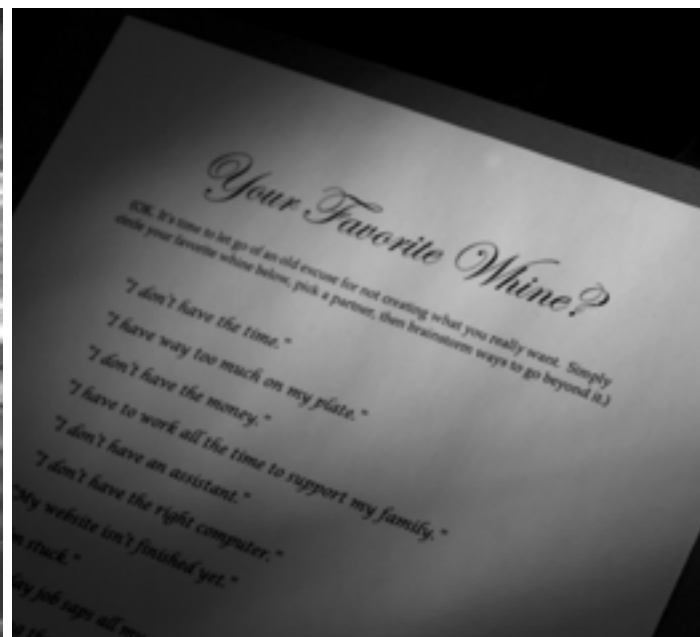 Your Favorite Whine?
(OK. It's time to let go of an old excuse for not creating what you really want. Simply
circle your favorite whine below, pick a partner, then brainstorm ways to go beyond it.)
"I don't have the time."
"I have way too much on my plate."
"I don't have the money."
"I have to work all the time to support my family."
"I don't have an assistant."
"I don't have the right computer."
"My website isn't finished yet."
stuck."
job saps all